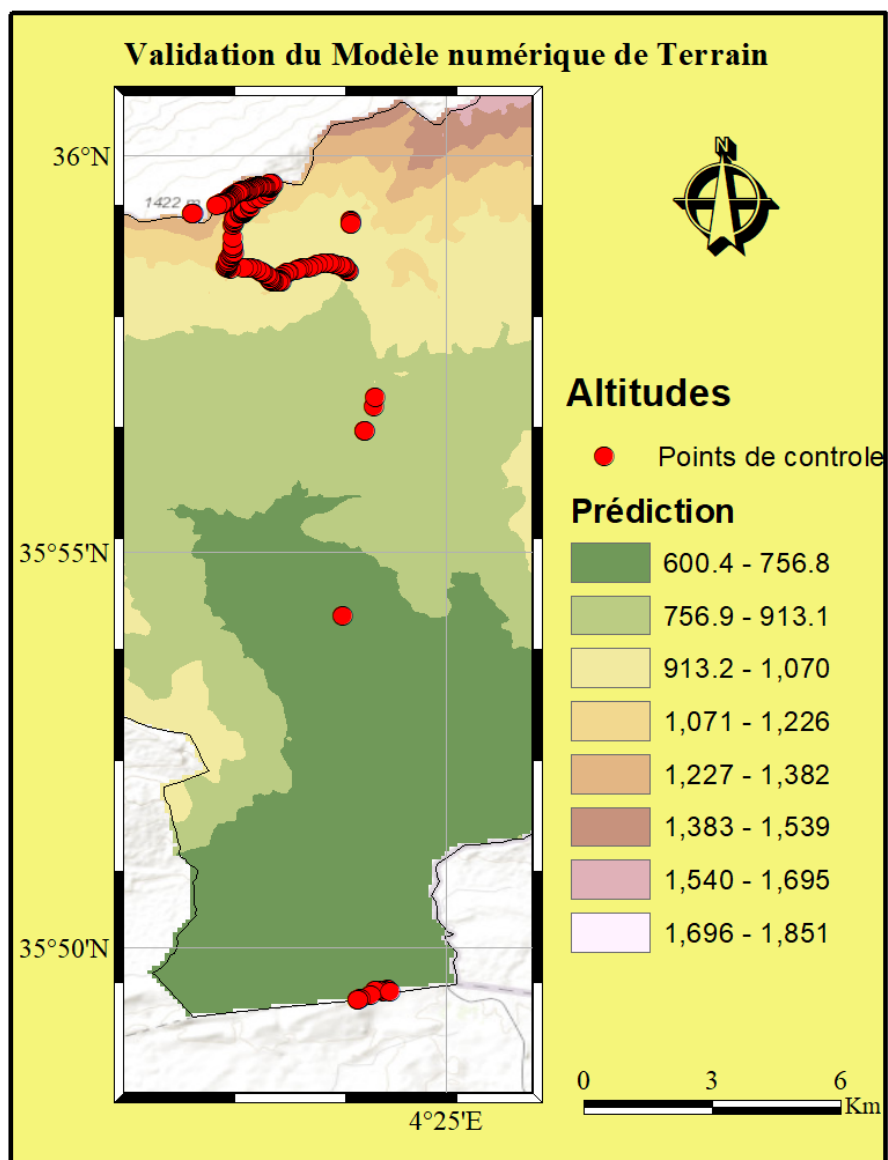 Validation du Modèle numérique de Terrain
36°N
1422 m
N
Altitudes
Points de controle
Prédiction
35°55'N
600.4 - 756.8
756.9 - 913.1
913.2 - 1,070
1,071 - 1,226
1,227 - 1,382
1,383 - 1,539
1,540 - 1,695
1,696 - 1,851
35°50'N
0 3 6
Km
4°25'E